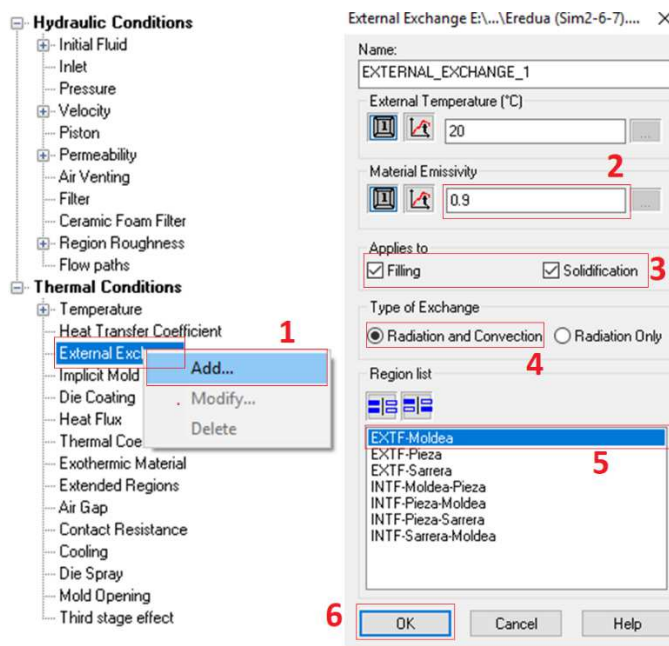 Hydraulic Conditions
Initial Fluid
Inlet
Pressure
Velocity
Piston
Permeability
Air Venting
Filter
Ceramic Foam Filter
Region Roughness
Flow paths
Thermal Conditions
Temperature
Heat Transfer Coefficient
External Exch
1
Add...
Implicit Mold
Modify...
Die Coating
Delete
Heat Flux
Thermal Coe
Exothermic Material
Extended Regions
Air Gap
Contact Resistance
Cooling
Die Spray
Mold Opening
Third stage effect
External Exchange E:\...\Eredua (Sim2-6-7)....
Name:
EXTERNAL_EXCHANGE_1
External Temperature (°C)
20
...
Material Emissivity
2
0.9
...
Applies to
Filling
Solidification
3
Type of Exchange
Radiation and Convection
Radiation Only
4
Region list
EXTF-Moldea
5
EXTF-Pieza
EXTF-Sarrera
INTF-Moldea-Pieza
INTF-Pieza-Moldea
INTF-Pieza-Sarrera
INTF-Sarrera-Moldea
6
OK
Cancel
Help